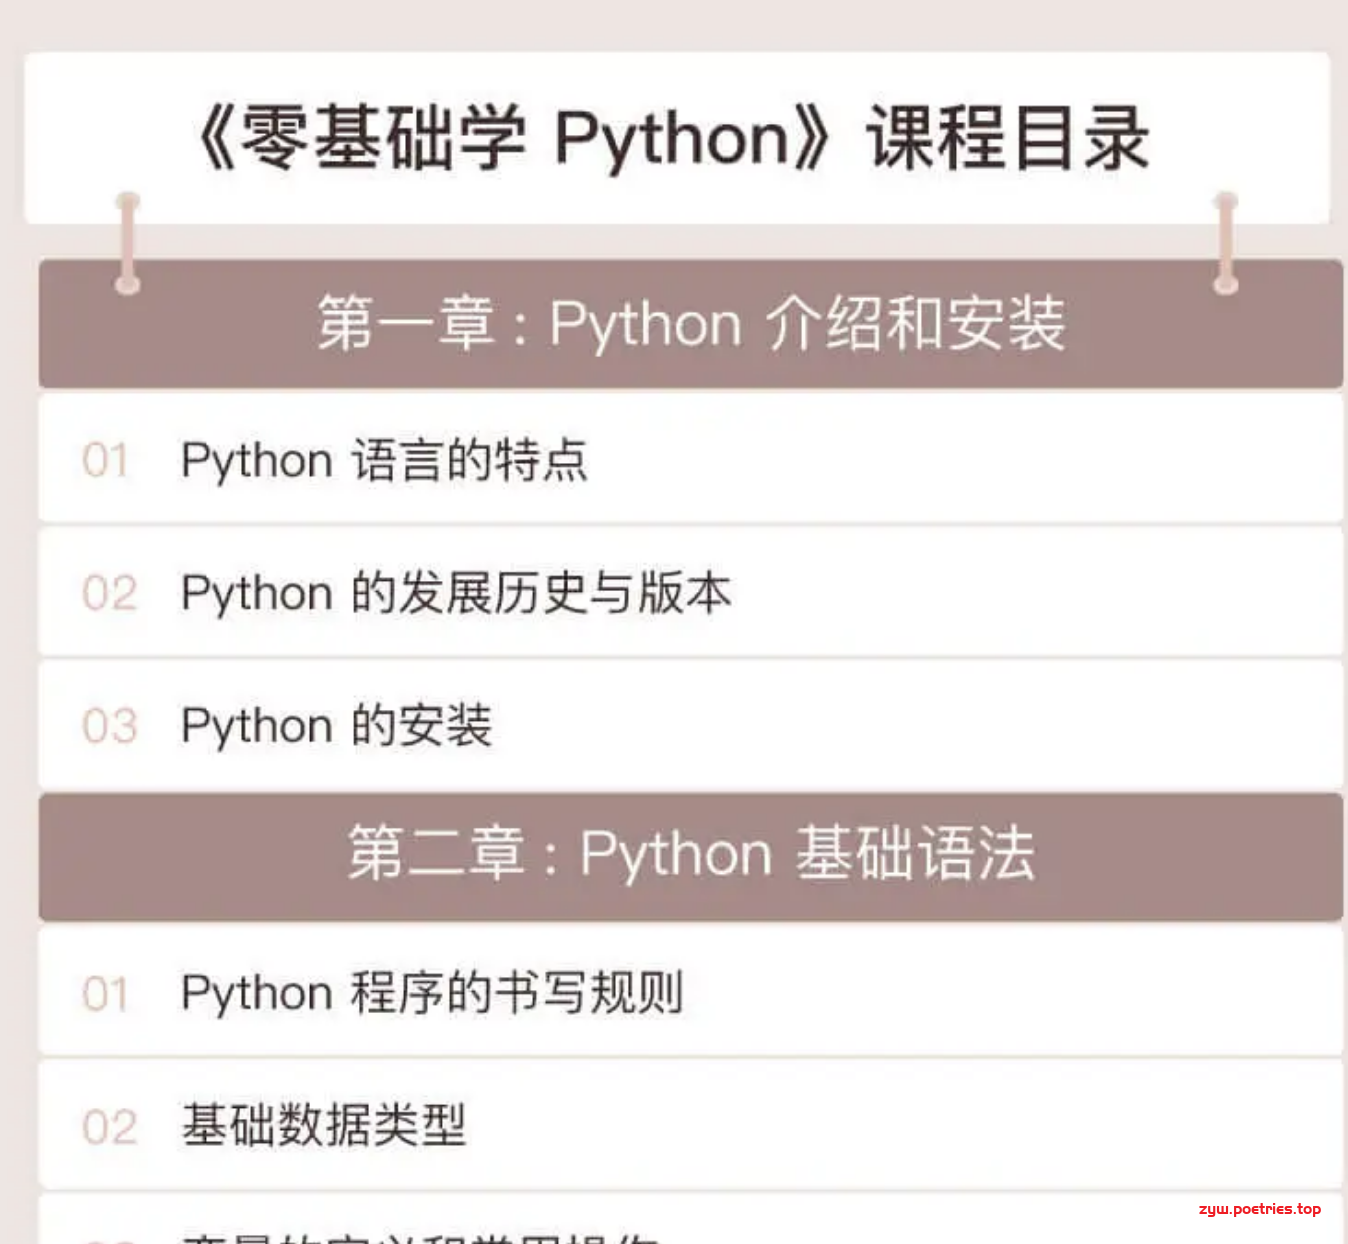 《零基础学 Python》课程目录
第一章：Python 介绍和安装
01 Python 语言的特点
02 Python 的发展历史与版本
03 Python 的安装
第二章：Python 基础语法
01 Python 程序的书写规则
02 基础数据类型
zyw.poetries.top